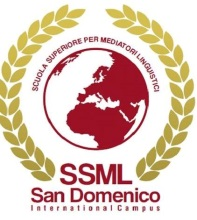 SCUOLA SUPERIORE PER MEDIATORI LINGUISTICI
SSML
San Domenico
International Campus